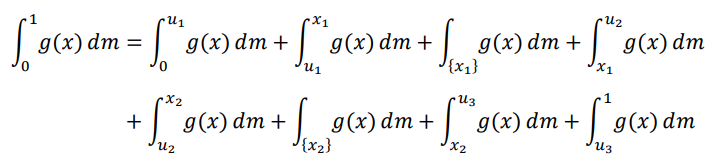 ∫₀¹ g(x) dm = ∫₀^{u₁} g(x) dm + ∫_{u₁}^{x₁} g(x) dm + ∫_{{x₁}} g(x) dm + ∫_{x₁}^{u₂} g(x) dm
+ ∫_{u₂}^{x₂} g(x) dm + ∫_{{x₂}} g(x) dm + ∫_{x₂}^{u₃} g(x) dm + ∫_{u₃}^{1} g(x) dm